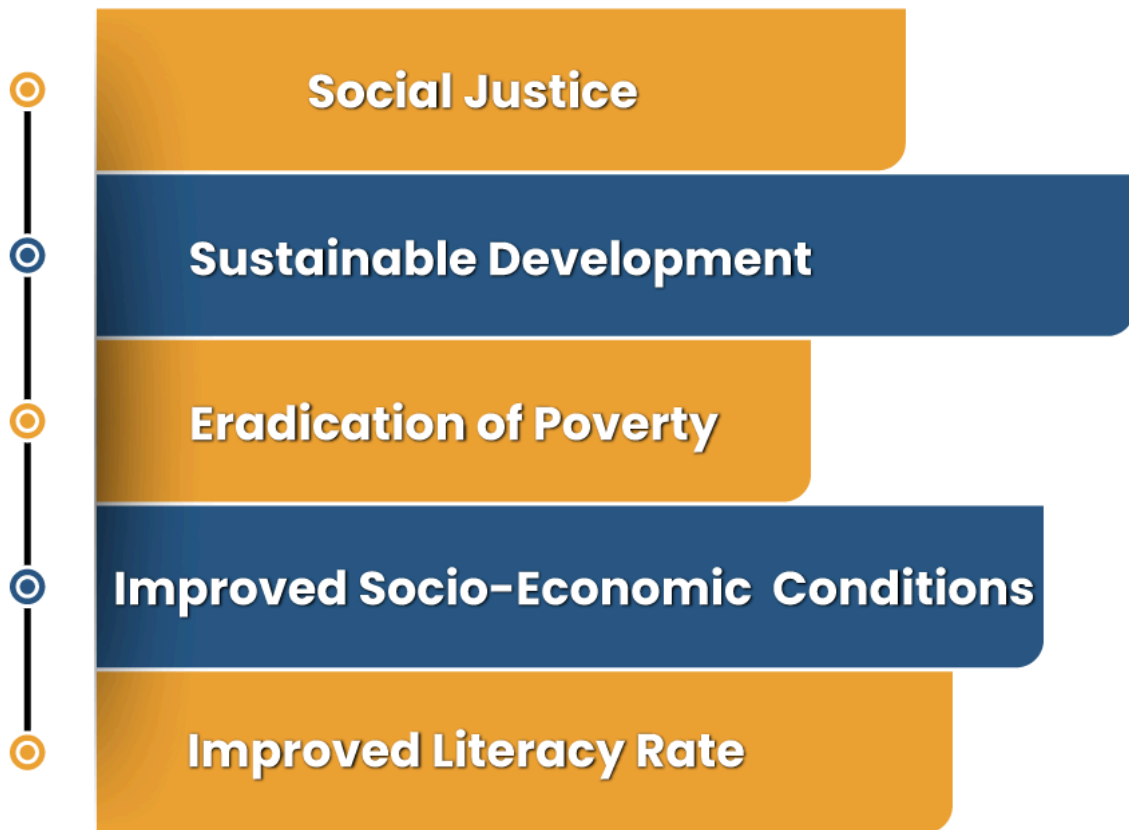 Social Justice
Sustainable Development
Eradication of Poverty
Improved Socio-Economic Conditions
Improved Literacy Rate